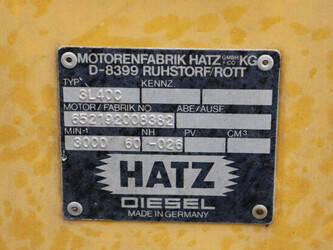 MOTORENFABRIK HATZ GMBH + CO KG
D-8399 RUHSTORF/ROTT
TYP KENNZ.
3L40C
MOTOR/FABRIK NO ABE/AUSF.
652192008382
MIN-¹ NH PV CM³
3000 60 -026
HATZ
DIESEL
MADE IN GERMANY